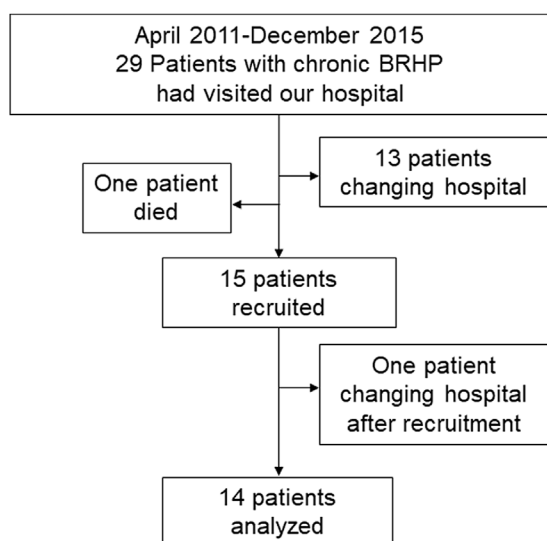 April 2011-December 2015
29 Patients with chronic BRHP
had visited our hospital
13 patients
changing hospital
One patient
died
15 patients
recruited
One patient
changing hospital
after recruitment
14 patients
analyzed